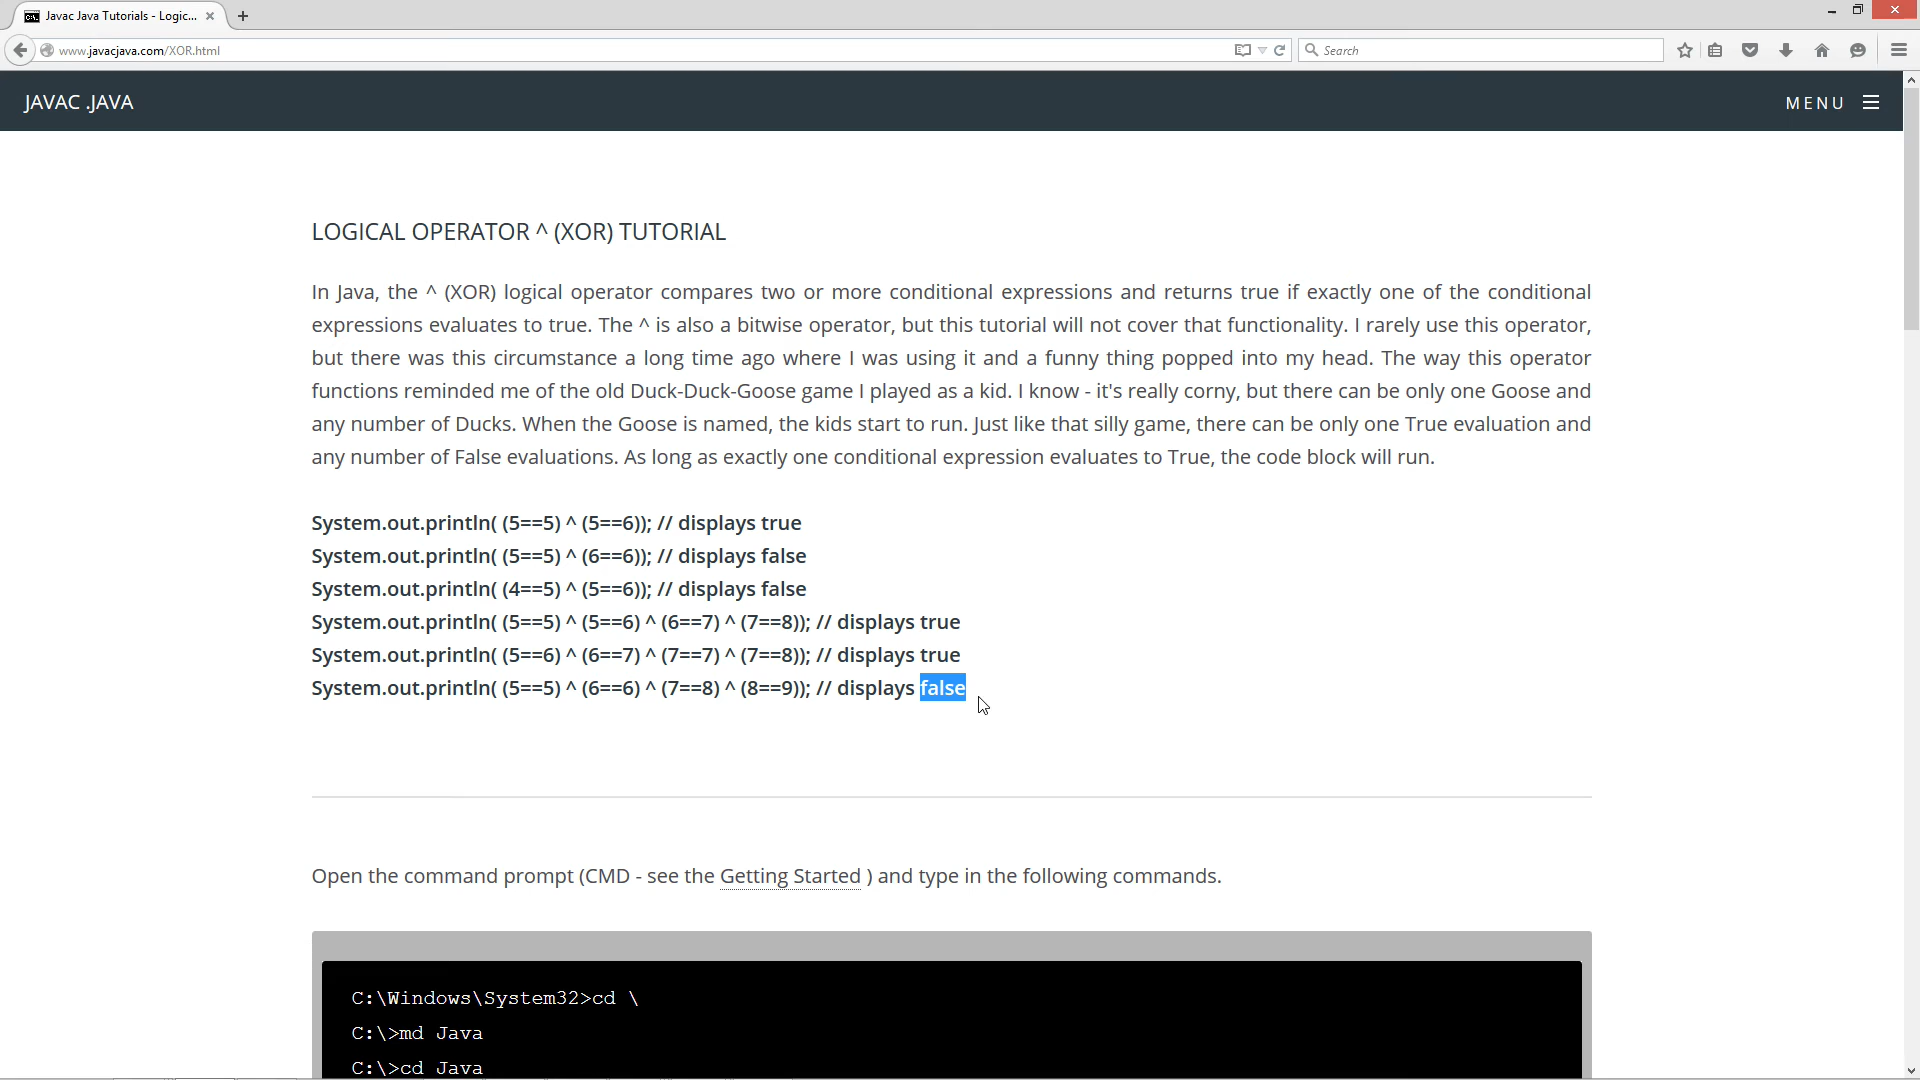 Javac Java Tutorials - Logic...
www.javacjava.com/XOR.html
Search
JAVAC .JAVA
MENU
LOGICAL OPERATOR ^ (XOR) TUTORIAL
In Java, the ^ (XOR) logical operator compares two or more conditional expressions and returns true if exactly one of the conditional
expressions evaluates to true. The ^ is also a bitwise operator, but this tutorial will not cover that functionality. I rarely use this operator,
but there was this circumstance a long time ago where I was using it and a funny thing popped into my head. The way this operator
functions reminded me of the old Duck-Duck-Goose game I played as a kid. I know - it's really corny, but there can be only one Goose and
any number of Ducks. When the Goose is named, the kids start to run. Just like that silly game, there can be only one True evaluation and
any number of False evaluations. As long as exactly one conditional expression evaluates to True, the code block will run.
System.out.println( (5==5) ^ (5==6)); // displays true
System.out.println( (5==5) ^ (6==6)); // displays false
System.out.println( (4==5) ^ (5==6)); // displays false
System.out.println( (5==5) ^ (5==6) ^ (6==7) ^ (7==8)); // displays true
System.out.println( (5==6) ^ (6==7) ^ (7==7) ^ (7==8)); // displays true
System.out.println( (5==5) ^ (6==6) ^ (7==8) ^ (8==9)); // displays false
Open the command prompt (CMD - see the Getting Started ) and type in the following commands.
C:\Windows\System32>cd \
C:\>md Java
C:\>cd Java